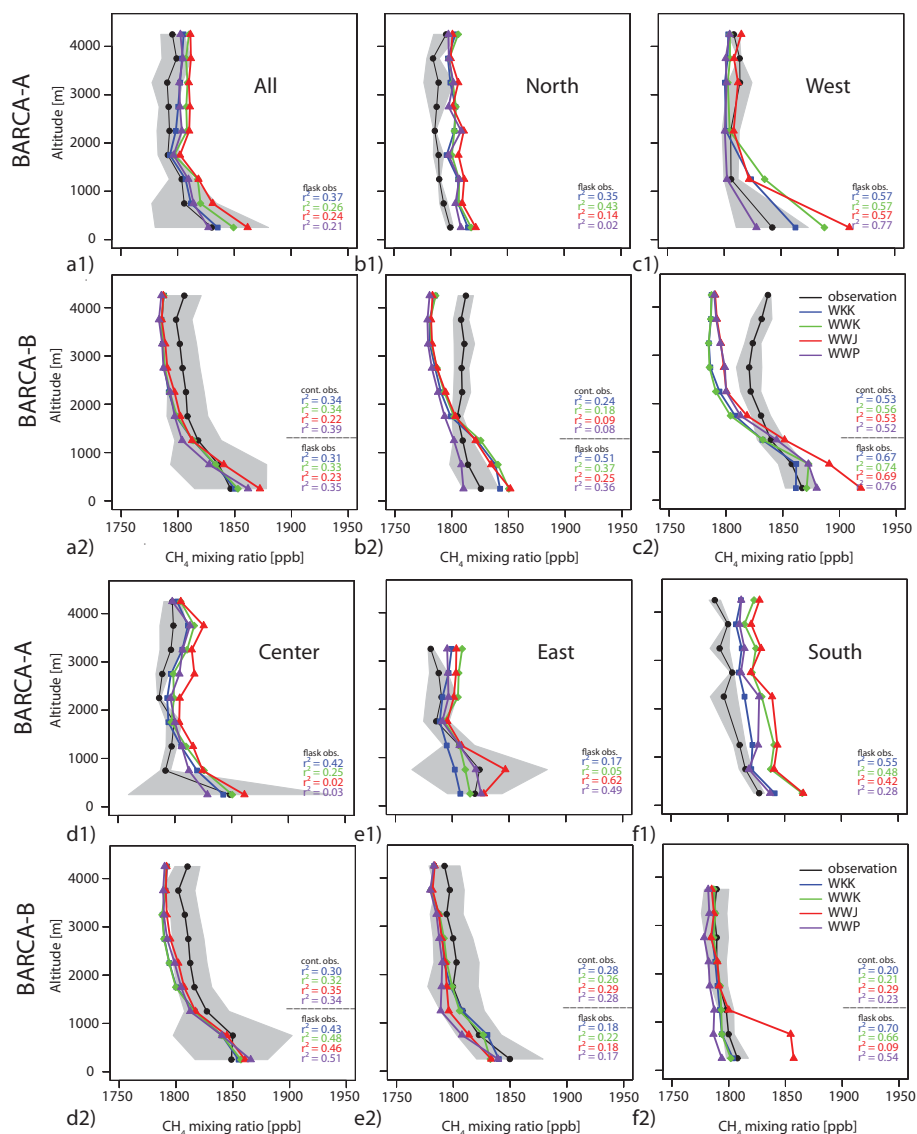 BARCA-A
Altitude [m]
4000
3000
2000
1000
0
All
flask obs.
r² = 0.37
r² = 0.26
r² = 0.24
r² = 0.21
a1)
North
flask obs.
r² = 0.35
r² = 0.43
r² = 0.14
r² = 0.02
b1)
West
flask obs.
r² = 0.57
r² = 0.57
r² = 0.57
r² = 0.77
c1)
BARCA-B
Altitude [m]
4000
3000
2000
1000
0
cont. obs.
r² = 0.34
r² = 0.34
r² = 0.22
r² = 0.39
flask obs.
r² = 0.31
r² = 0.33
r² = 0.23
r² = 0.35
1750 1800 1850 1900 1950
a2)
CH₄ mixing ratio [ppb]
cont. obs.
r² = 0.24
r² = 0.18
r² = 0.09
r² = 0.08
flask obs.
r² = 0.51
r² = 0.37
r² = 0.25
r² = 0.36
1750 1800 1850 1900 1950
b2)
CH₄ mixing ratio [ppb]
observation
WKK
WWK
WWJ
WWP
cont. obs.
r² = 0.53
r² = 0.56
r² = 0.53
r² = 0.52
flask obs.
r² = 0.67
r² = 0.74
r² = 0.69
r² = 0.76
1750 1800 1850 1900 1950
c2)
CH₄ mixing ratio [ppb]
BARCA-A
Altitude [m]
4000
3000
2000
1000
0
Center
flask obs.
r² = 0.42
r² = 0.25
r² = 0.02
r² = 0.03
d1)
East
flask obs.
r² = 0.17
r² = 0.05
r² = 0.62
r² = 0.49
e1)
South
flask obs.
r² = 0.55
r² = 0.48
r² = 0.42
r² = 0.28
f1)
BARCA-B
Altitude [m]
4000
3000
2000
1000
0
cont. obs.
r² = 0.30
r² = 0.32
r² = 0.35
r² = 0.34
flask obs.
r² = 0.43
r² = 0.48
r² = 0.46
r² = 0.51
1750 1800 1850 1900 1950
d2)
CH₄ mixing ratio [ppb]
cont. obs.
r² = 0.28
r² = 0.26
r² = 0.29
r² = 0.28
flask obs.
r² = 0.18
r² = 0.22
r² = 0.18
r² = 0.17
1750 1800 1850 1900 1950
e2)
CH₄ mixing ratio [ppb]
observation
WKK
WWK
WWJ
WWP
cont. obs.
r² = 0.20
r² = 0.21
r² = 0.29
r² = 0.23
flask obs.
r² = 0.70
r² = 0.66
r² = 0.09
r² = 0.54
1750 1800 1850 1900 1950
f2)
CH₄ mixing ratio [ppb]